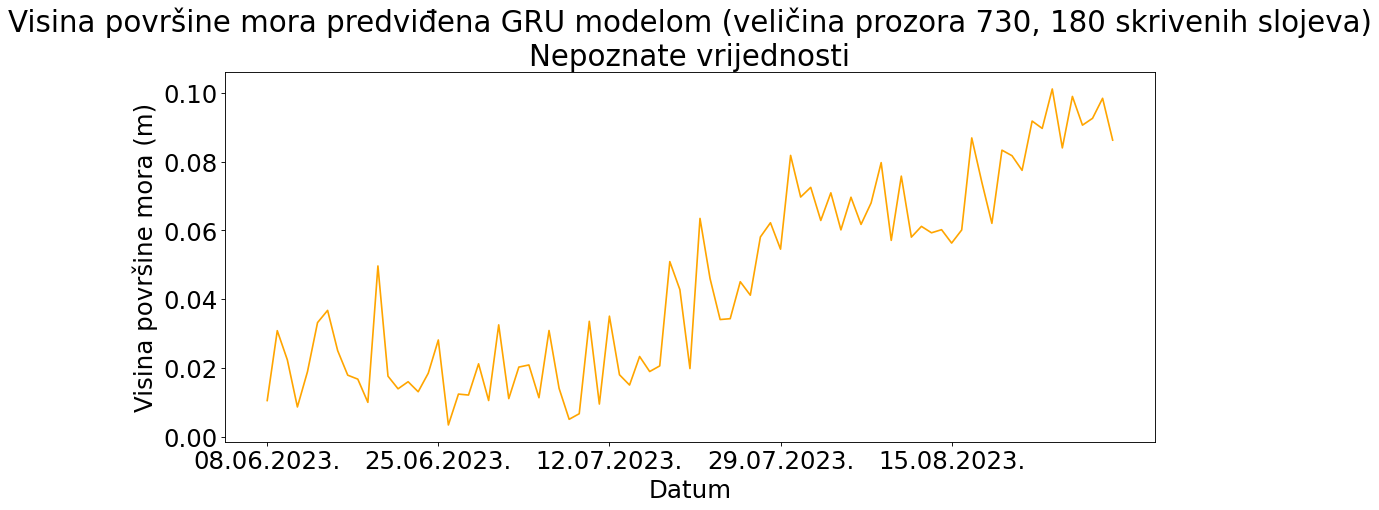 Visina površine mora predviđena GRU modelom (veličina prozora 730, 180 skrivenih slojeva)
Nepoznate vrijednosti
Visina površine mora (m)
0.10
0.08
0.06
0.04
0.02
0.00
08.06.2023. 25.06.2023. 12.07.2023. 29.07.2023. 15.08.2023.
Datum